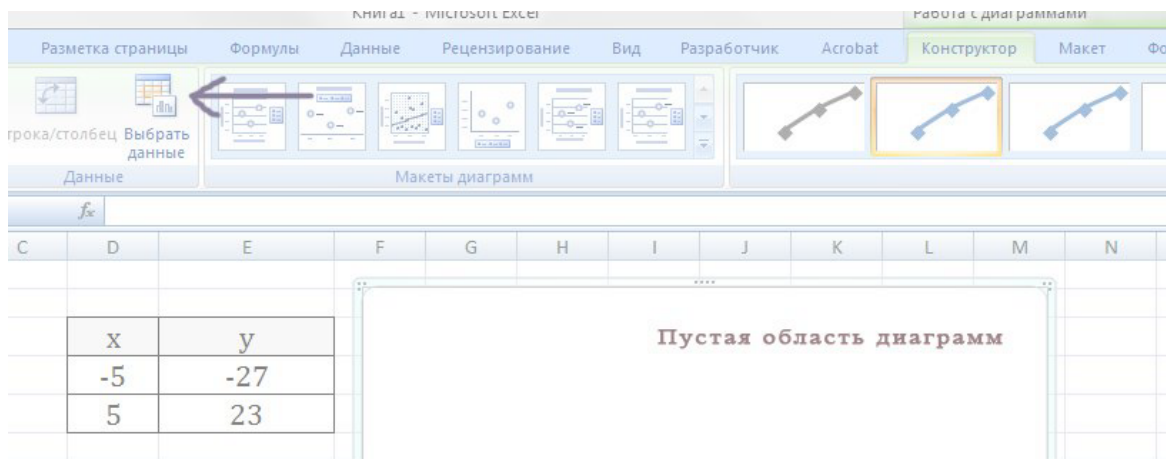 Книга1 - Microsoft Excel
Работа с диаграммами
Разметка страницы Формулы Данные Рецензирование Вид Разработчик Acrobat Конструктор Макет
трока/столбец Выбрать данные
Данные
Макеты диаграмм
fx
C D E F G H I J K L M N
Пустая область диаграмм
x y
-5 -27
5 23